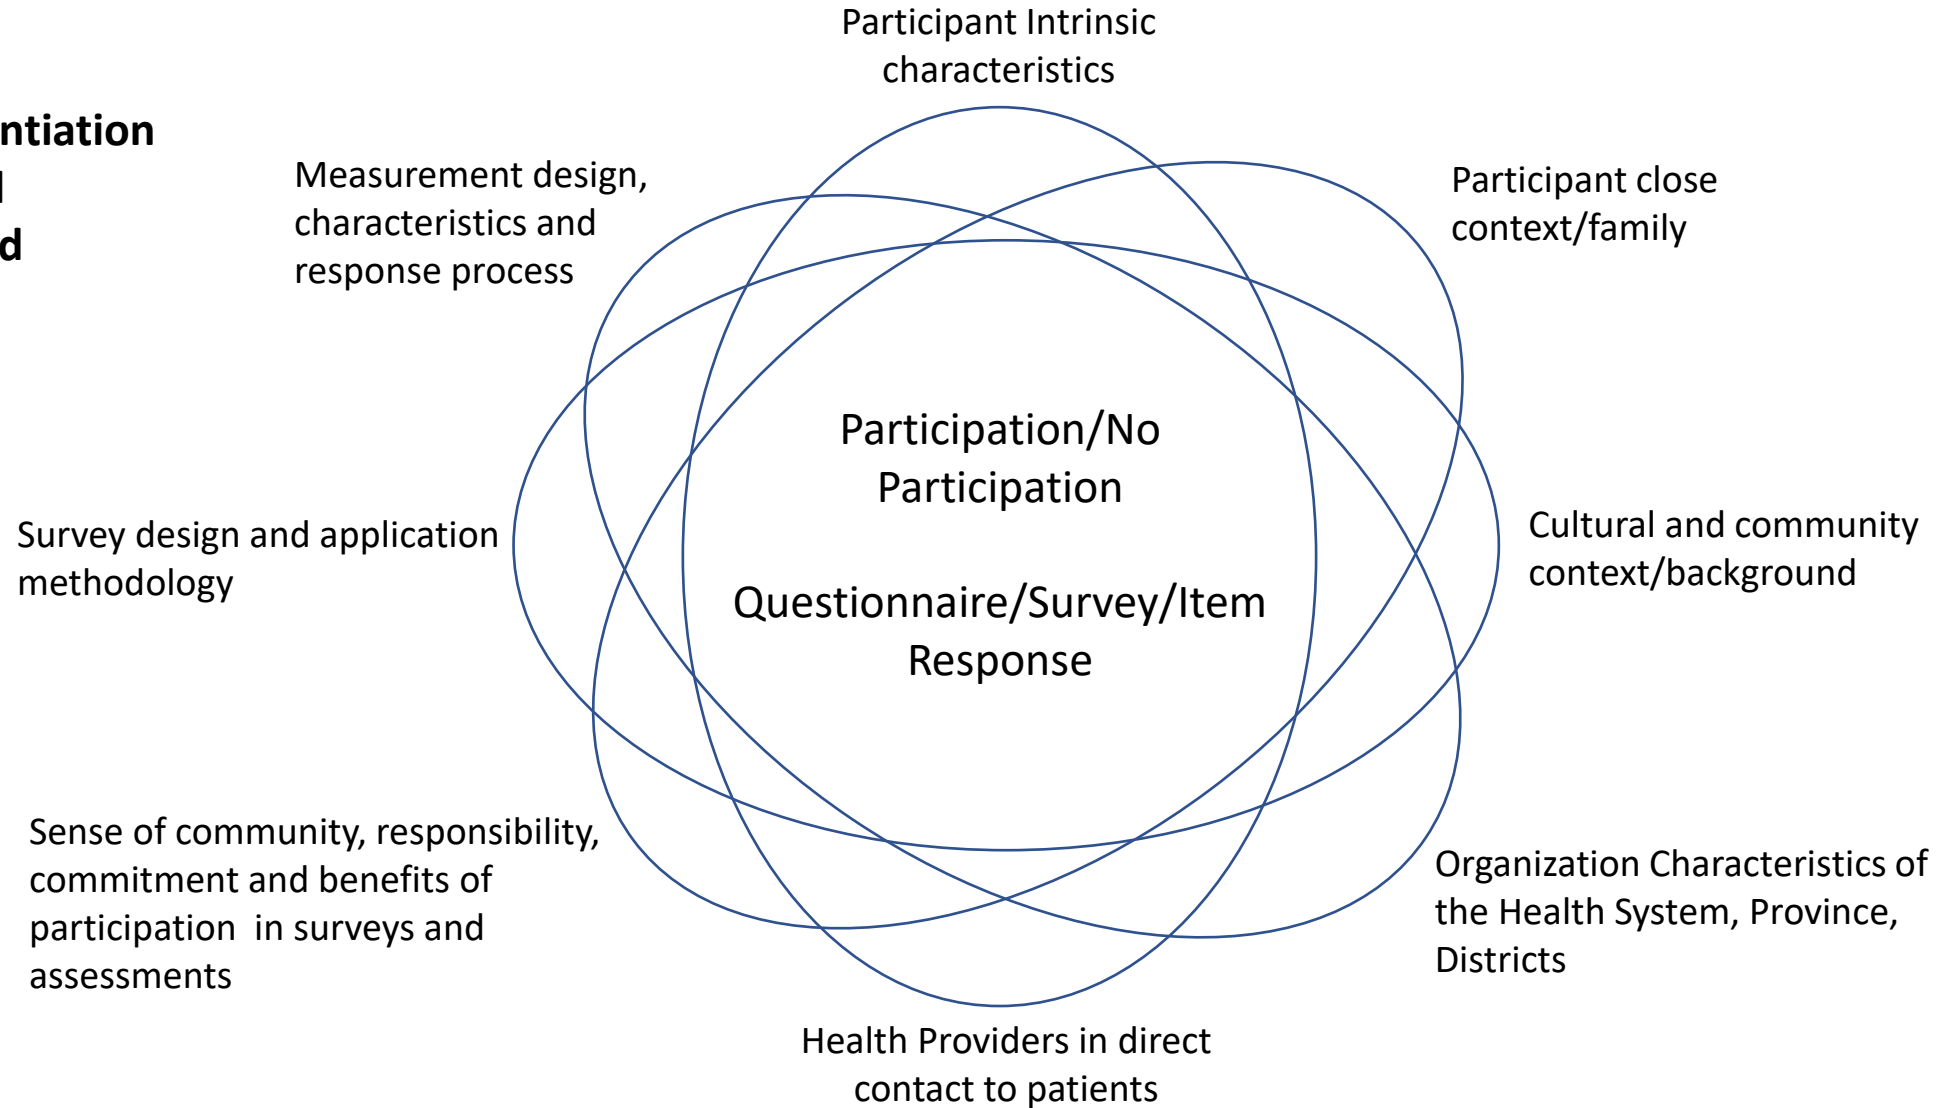 Participant Intrinsic
characteristics
ntiation
d
Measurement design,
characteristics and
response process
Participant close
context/family
Participation/No
Participation
Questionnaire/Survey/Item
Response
Survey design and application
methodology
Cultural and community
context/background
Sense of community, responsibility,
commitment and benefits of
participation  in surveys and
assessments
Organization Characteristics of
the Health System, Province,
Districts
Health Providers in direct
contact to patients